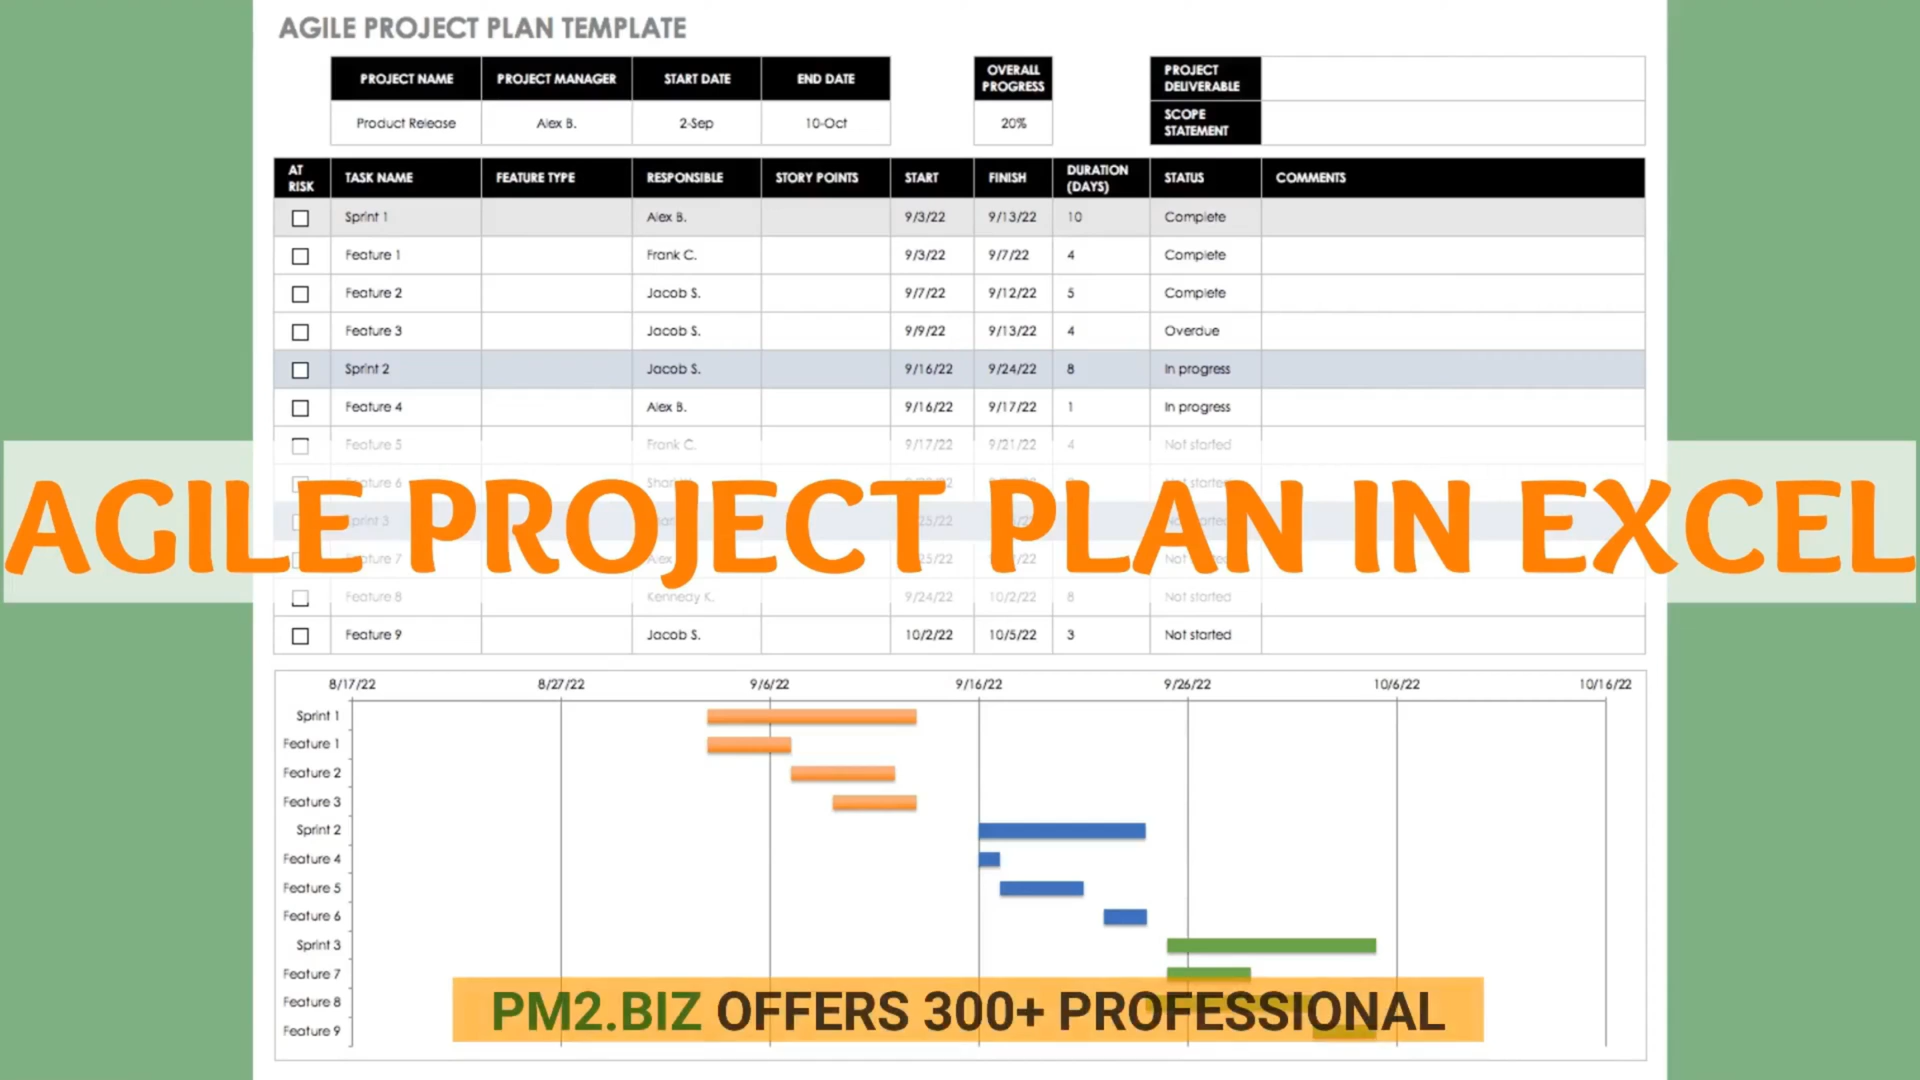 AGILE PROJECT PLAN TEMPLATE
PROJECT NAME PROJECT MANAGER START DATE END DATE OVERALL PROGRESS PROJECT DELIVERABLE
Product Release Alex B. 2-Sep 10-Oct 20% SCOPE STATEMENT
AT RISK TASK NAME FEATURE TYPE RESPONSIBLE STORY POINTS START FINISH DURATION (DAYS) STATUS COMMENTS
Sprint 1 Alex B. 9/3/22 9/13/22 10 Complete
Feature 1 Frank C. 9/3/22 9/7/22 4 Complete
Feature 2 Jacob S. 9/7/22 9/12/22 5 Complete
Feature 3 Jacob S. 9/9/22 9/13/22 4 Overdue
Sprint 2 Jacob S. 9/16/22 9/24/22 8 In progress
Feature 4 Alex B. 9/16/22 9/17/22 1 In progress
Feature 5 Frank C. 9/17/22 9/21/22 4 Not started
AGILE PROJECT PLAN IN EXCEL
Feature 8 Kennedy K. 9/24/22 10/2/22 8 Not started
Feature 9 Jacob S. 10/2/22 10/5/22 3 Not started
8/17/22 8/27/22 9/6/22 9/16/22 9/26/22 10/6/22 10/16/22
Sprint 1
Feature 1
Feature 2
Feature 3
Sprint 2
Feature 4
Feature 5
Feature 6
Sprint 3
Feature 7
Feature 8
Feature 9
PM2.BIZ OFFERS 300+ PROFESSIONAL